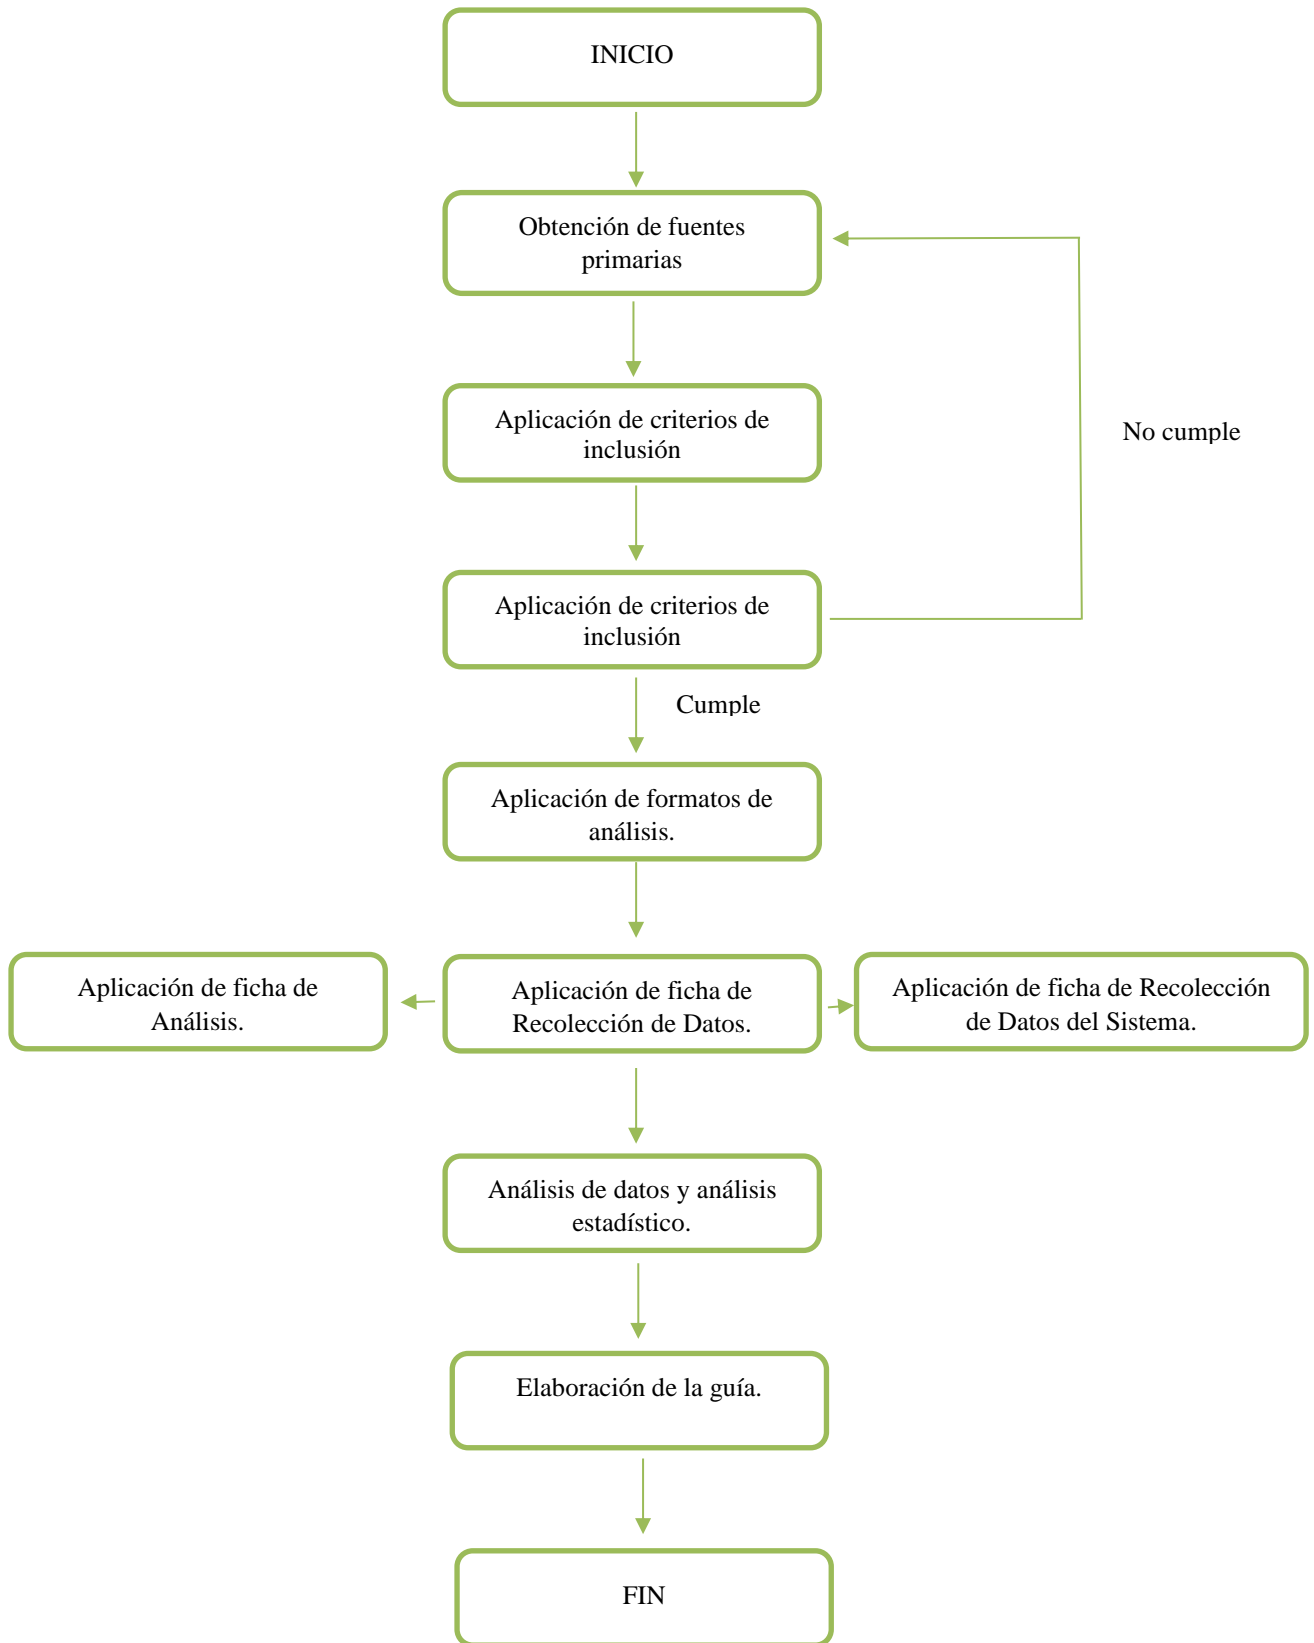 INICIO
Obtención de fuentes
primarias
Aplicación de criterios de
inclusión
No cumple
Aplicación de criterios de
inclusión
Cumple
Aplicación de formatos de
análisis.
Aplicación de ficha de
Análisis.
Aplicación de ficha de
Recolección de Datos.
Aplicación de ficha de Recolección
de Datos del Sistema.
Análisis de datos y análisis
estadístico.
Elaboración de la guía.
FIN